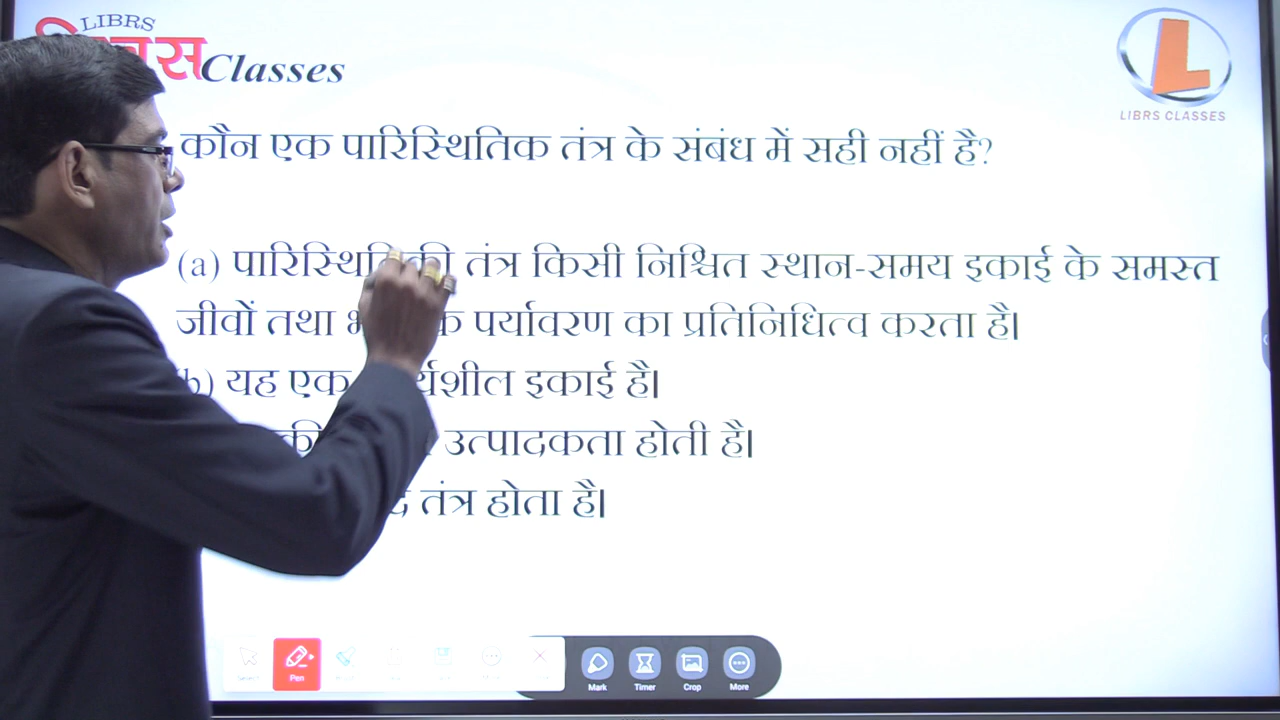 LIBRS
Classes
LIBRS CLASSES
कौन एक पारिस्थितिक तंत्र के संबंध में सही नहीं है?
(a) तंत्र किसी निश्चित स्थान-समय इकाई के समस्त
जीवों तथा पर्यावरण का प्रतिनिधित्व करता है।
यह एक इकाई है।
उत्पादकता होती है।
तंत्र होता है।
Select
Pen
Mark
Timer
Crop
More